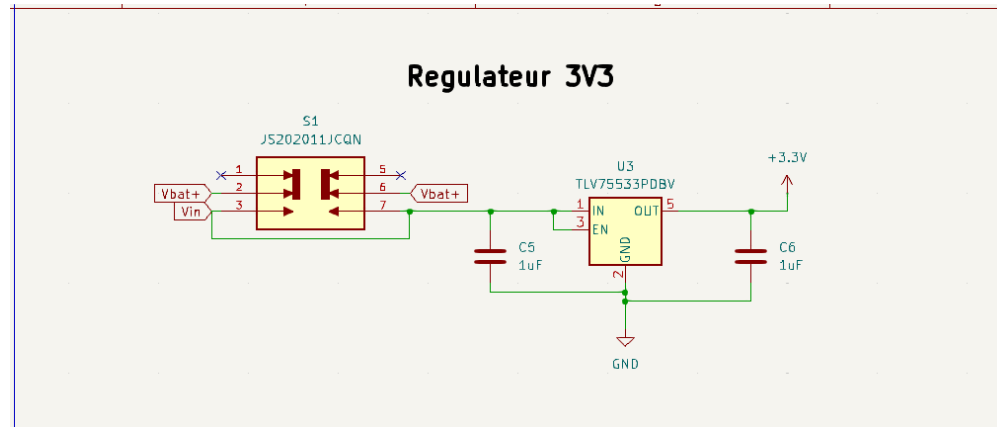 Regulateur 3V3
S1
JS202011JCQN
1
5
Vbat+
2
6
Vbat+
Vin
3
7
U3
TLV75533PDBV
1
IN
OUT
5
3
EN
GND
2
+3.3V
C5
1uF
C6
1uF
GND